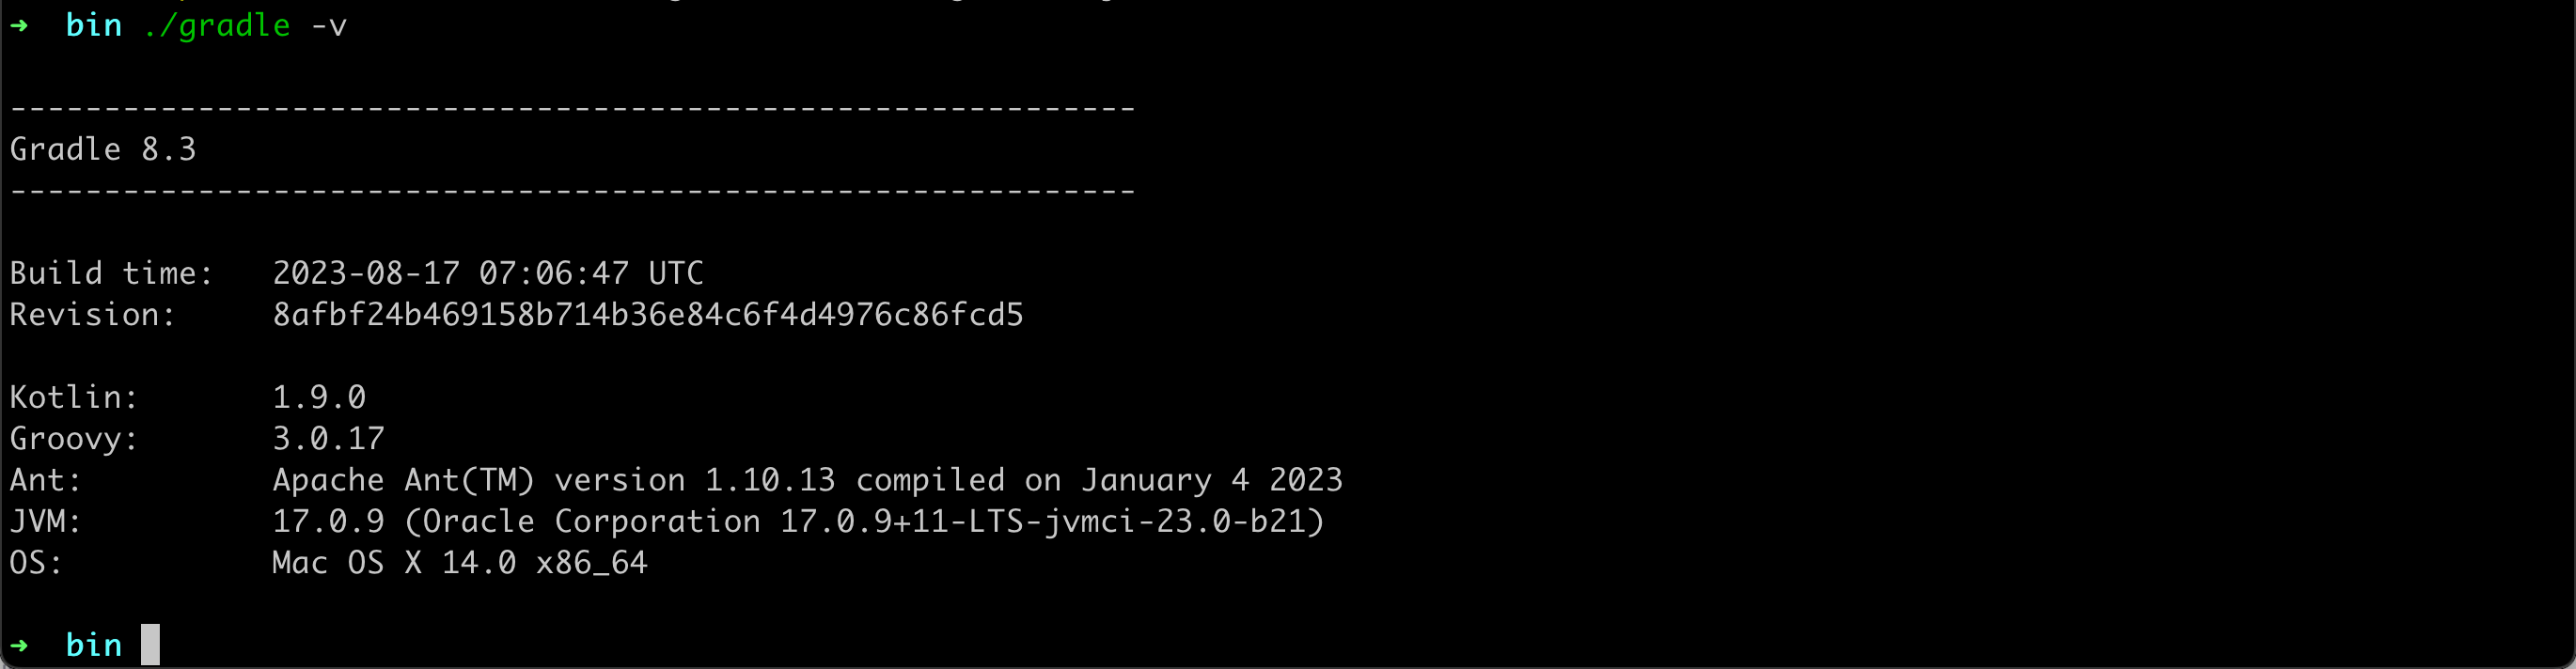 ➜  bin ./gradle -v
------------------------------------------------------------
Gradle 8.3
------------------------------------------------------------
Build time:   2023-08-17 07:06:47 UTC
Revision:     8afbf24b469158b714b36e84c6f4d4976c86fcd5
Kotlin:       1.9.0
Groovy:       3.0.17
Ant:          Apache Ant(TM) version 1.10.13 compiled on January 4 2023
JVM:          17.0.9 (Oracle Corporation 17.0.9+11-LTS-jvmci-23.0-b21)
OS:           Mac OS X 14.0 x86_64
➜  bin